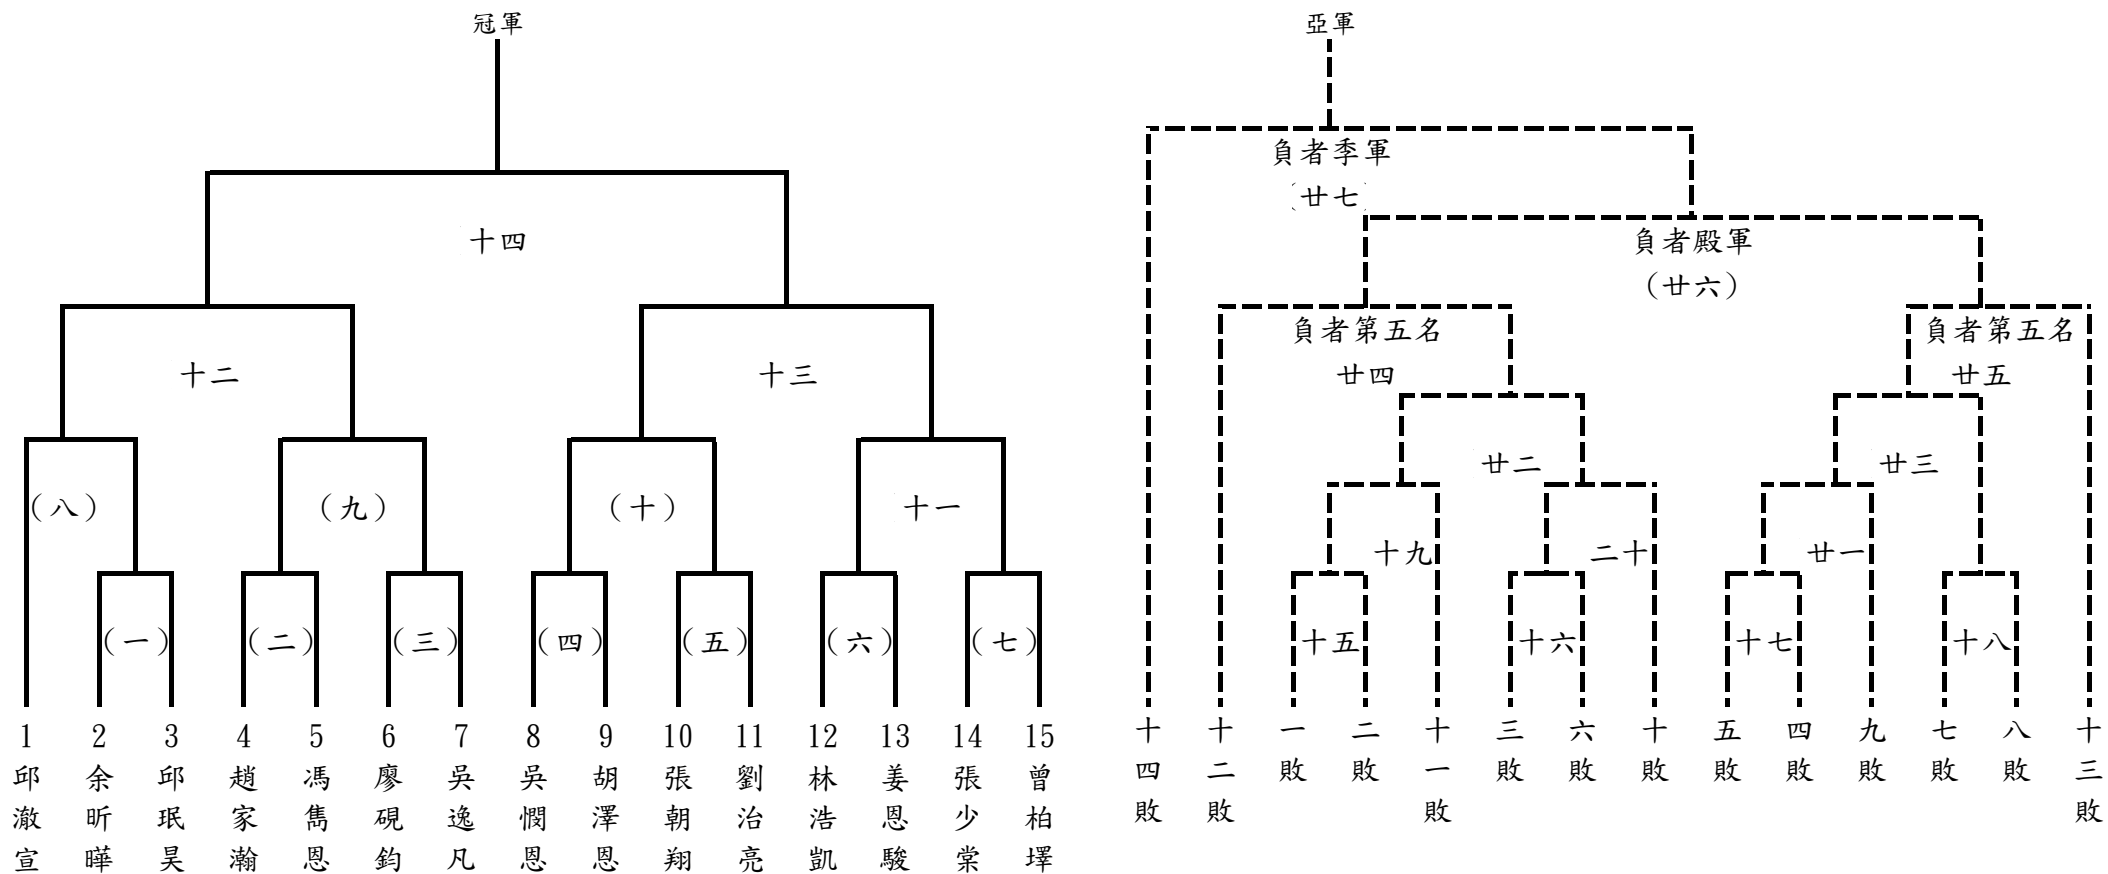 冠軍
亞軍
負者季軍
(廿七)
十四
負者殿軍
(廿六)
負者第五名
負者第五名
十二
十三
廿四
廿五
廿二
廿三
(八)
(九)
(十)
十一
十九
二十
廿一
(一)
(二)
(三)
(四)
(五)
(六)
(七)
十五
十六
十七
十八
1 邱澈宣
2 余昕曄
3 邱珉昊
4 趙家瀚
5 馮雋恩
6 廖硯鈞
7 吳逸凡
8 吳憫恩
9 胡澤恩
10 張朝翔
11 劉治亮
12 林浩凱
13 姜恩駿
14 張少棠
15 曾柏墿
十四敗
十二敗
一敗
二敗
十一敗
三敗
六敗
十敗
五敗
四敗
九敗
七敗
八敗
十三敗